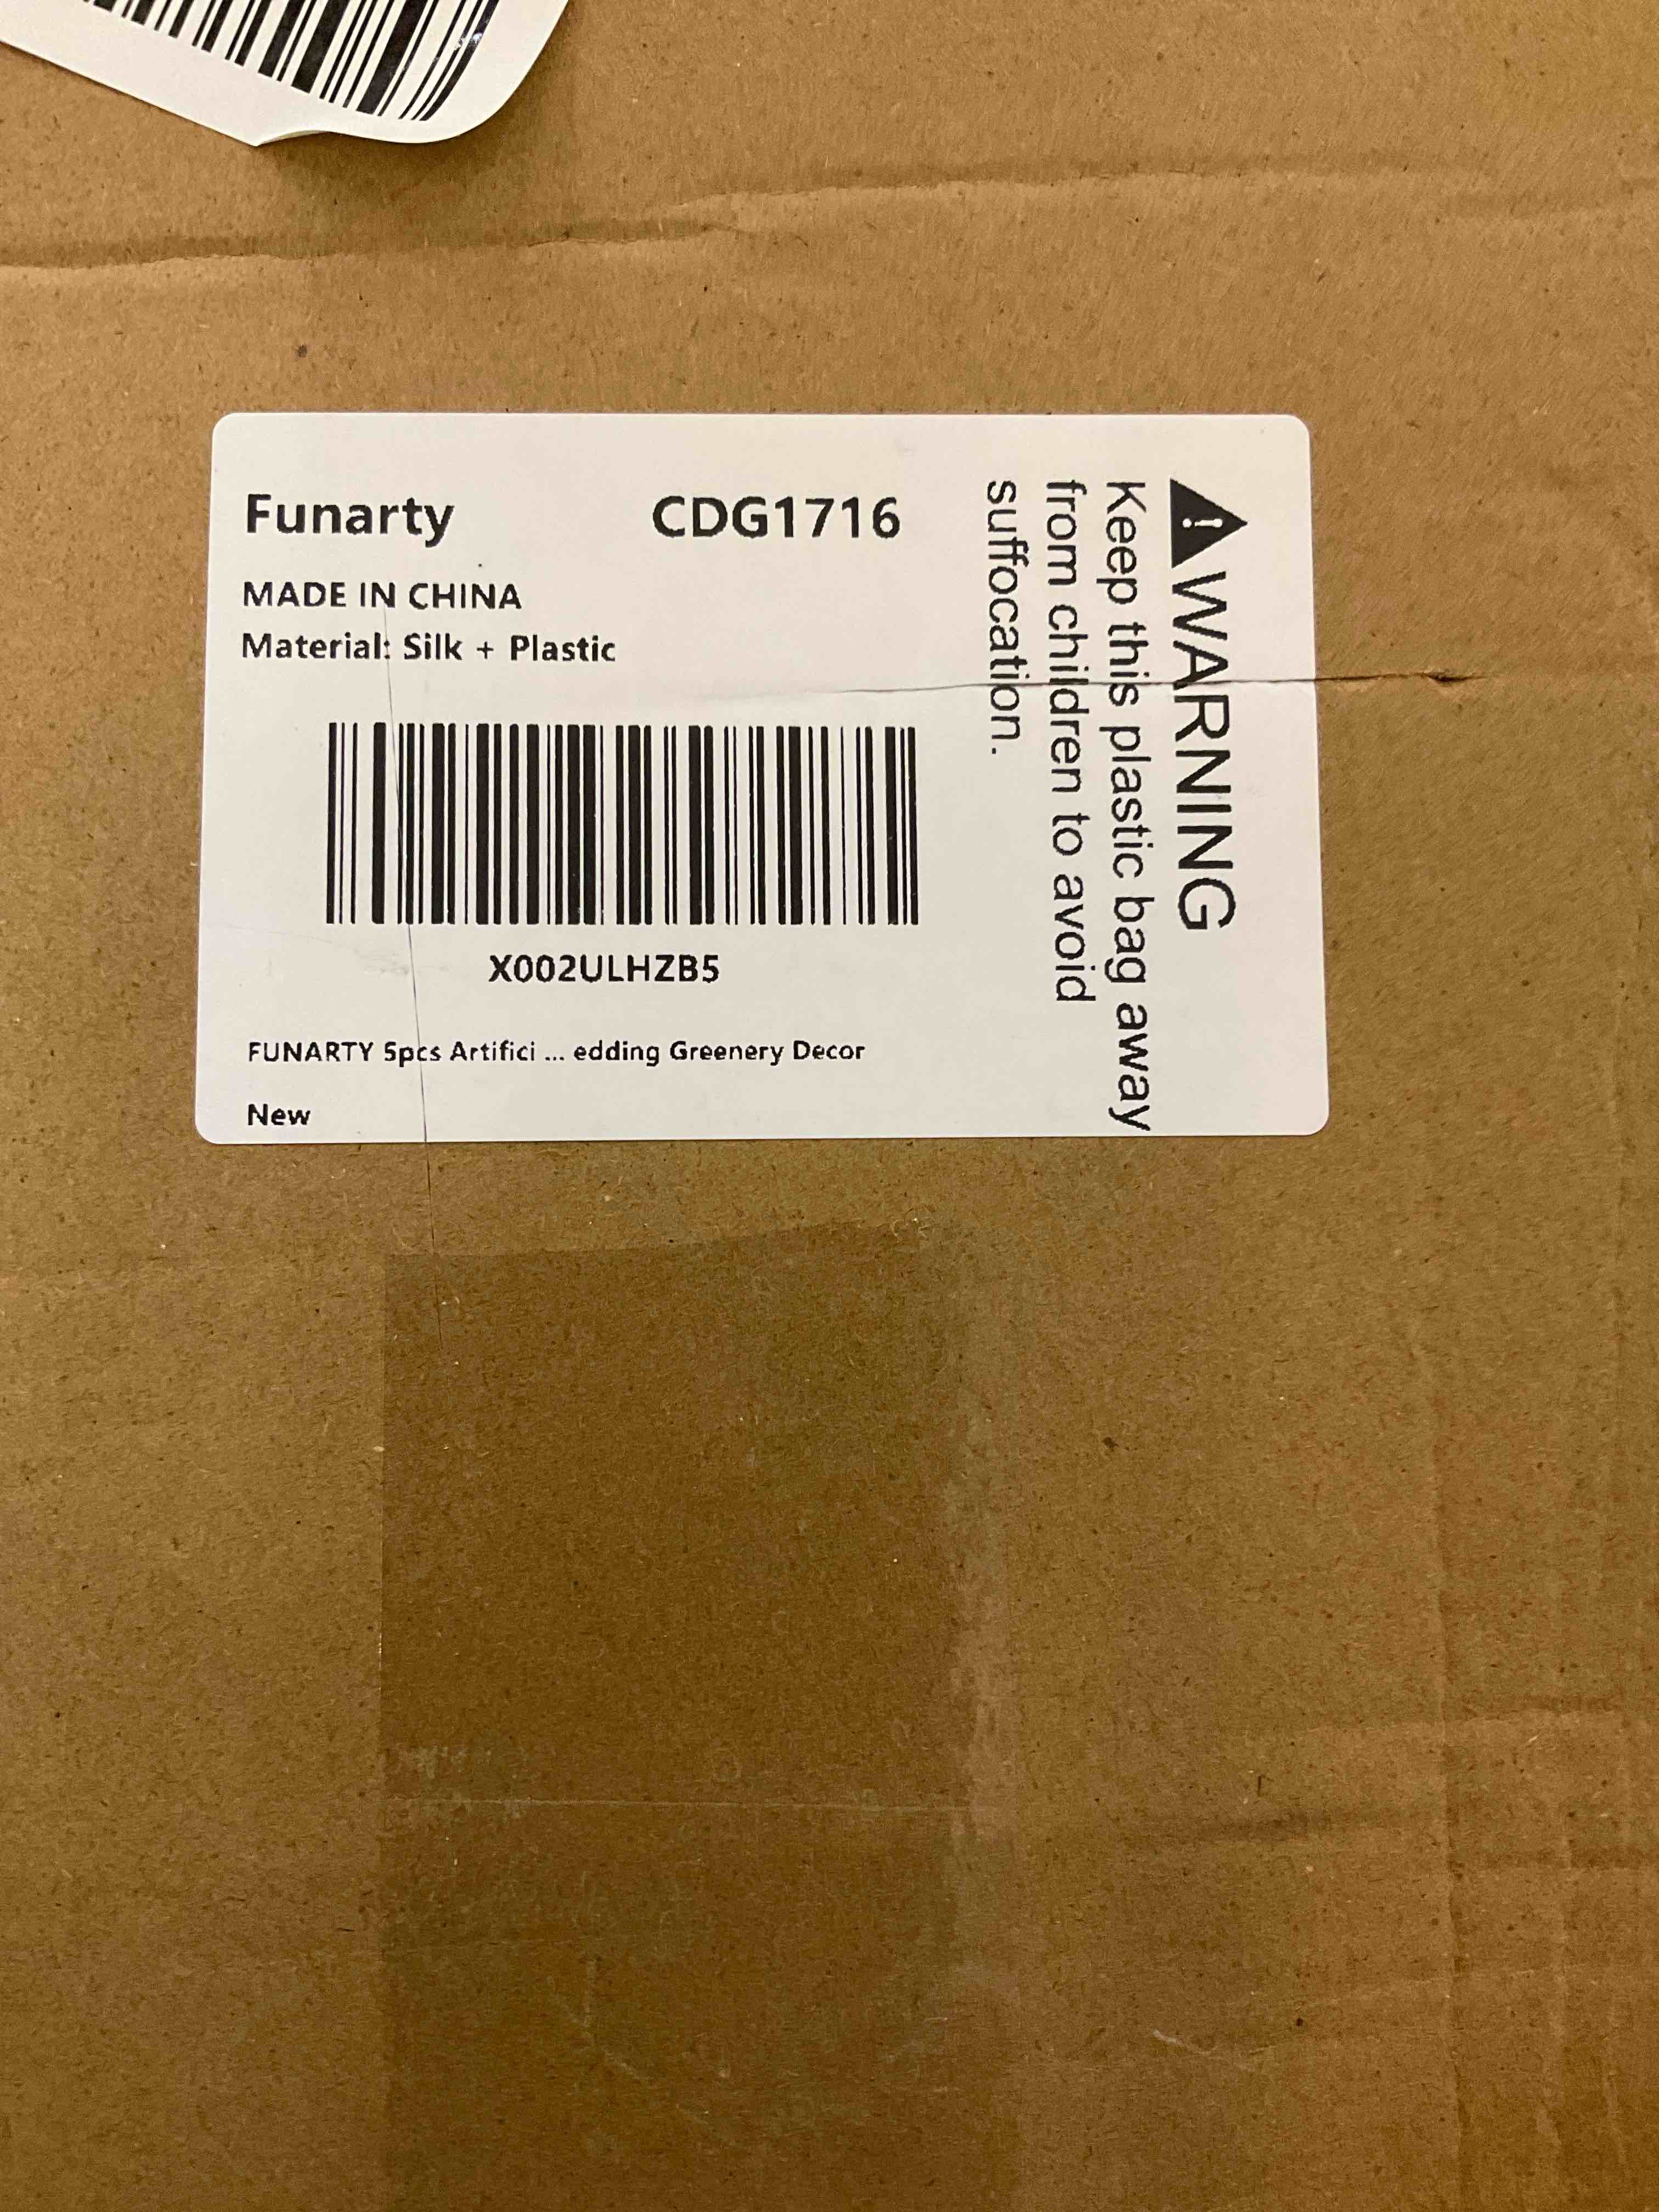 Funarty CDG1716
MADE IN CHINA
Material: Silk + Plastic
X002ULHZB5
FUNARTY 5pcs Artifici ... edding Greenery Decor
New
WARNING
Keep this plastic bag away
from children to avoid
suffocation.